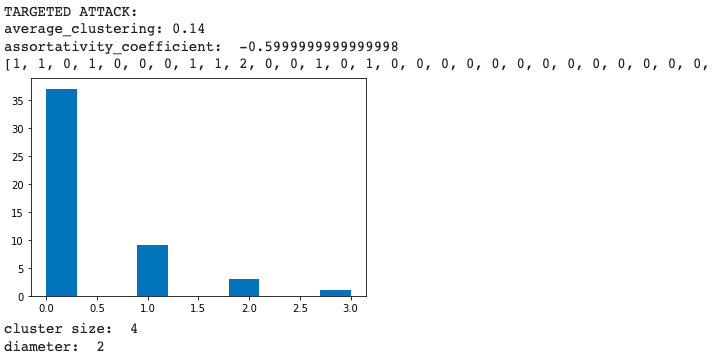 TARGETED ATTACK:
average_clustering: 0.14
assortativity_coefficient:  -0.5999999999999998
[1, 1, 0, 1, 0, 0, 0, 1, 1, 2, 0, 0, 1, 0, 1, 0, 0, 0, 0, 0, 0, 0, 0, 0, 0, 0, 0, 0,
35
30
25
20
15
10
5
0
0.0 0.5 1.0 1.5 2.0 2.5 3.0
cluster size:  4
diameter:  2